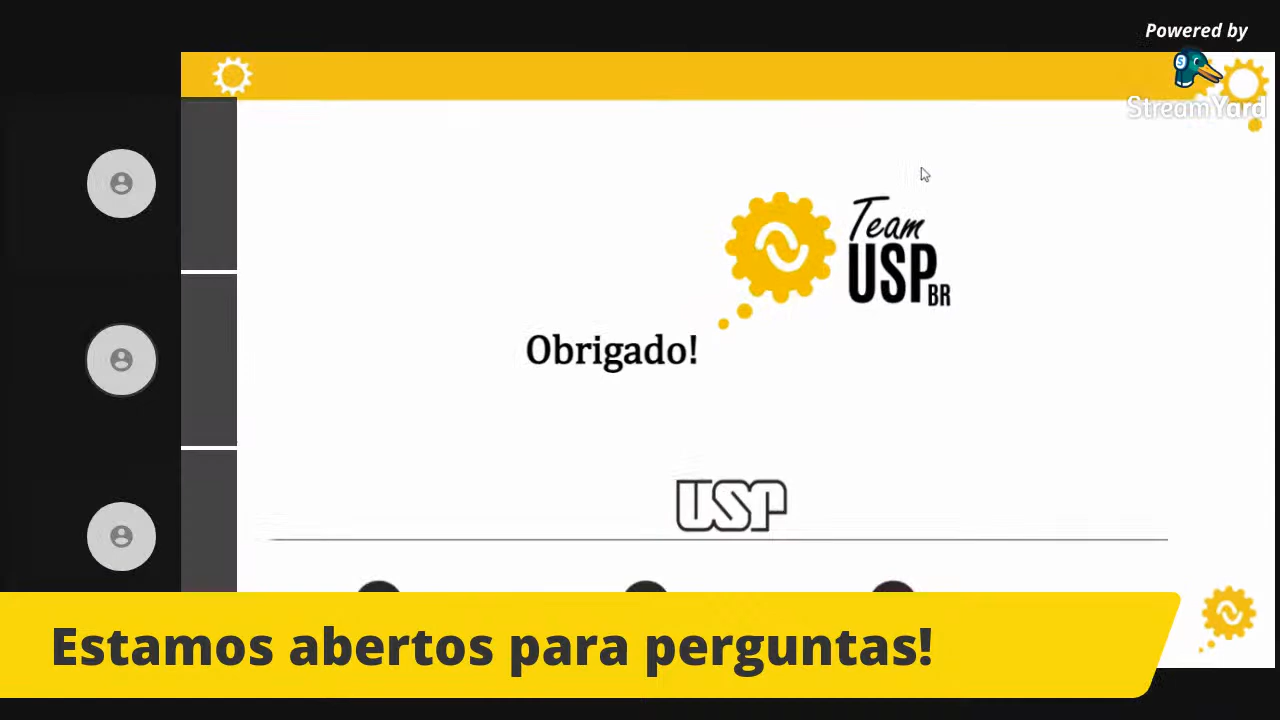 Powered by
StreamYard
Team
USP
BR
Obrigado!
USP
Estamos abertos para perguntas!